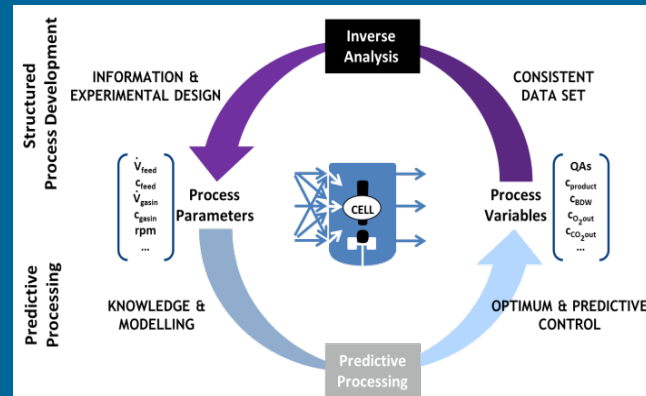 Structured
Process Development
Inverse
Analysis
INFORMATION &
EXPERIMENTAL DESIGN
CONSISTENT
DATA SET
V̇feed
cfeed
V̇gasin
cgasin
rpm
...
Process
Parameters
CELL
Process
Variables
QAs
cproduct
cBDW
cO2out
cCO2out
...
Predictive
Processing
KNOWLEDGE &
MODELLING
OPTIMUM & PREDICTIVE
CONTROL
Predictive
Processing